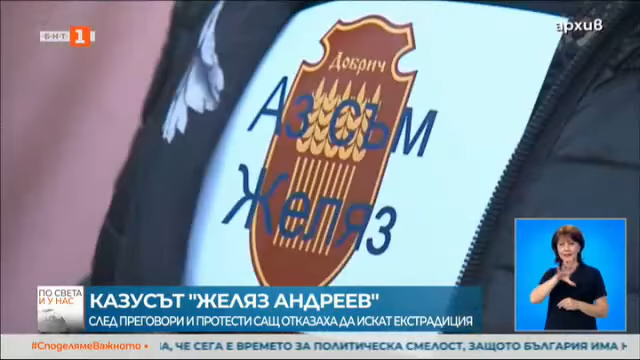 БНТ 1
архив
Добрич
Аз съм
Желяз
ПО СВЕТА
И У НАС
КАЗУСЪТ "ЖЕЛЯЗ АНДРЕЕВ"
СЛЕД ПРЕГОВОРИ И ПРОТЕСТИ САЩ ОТКАЗАХА ДА ИСКАТ ЕКСТРАДИЦИЯ
#СподелямеВажното ЗА, ЧЕ СЕГА Е ВРЕМЕТО ЗА ПОЛИТИЧЕСКА СМЕЛОСТ, ЗАЩОТО БЪЛГАРИЯ ИМА